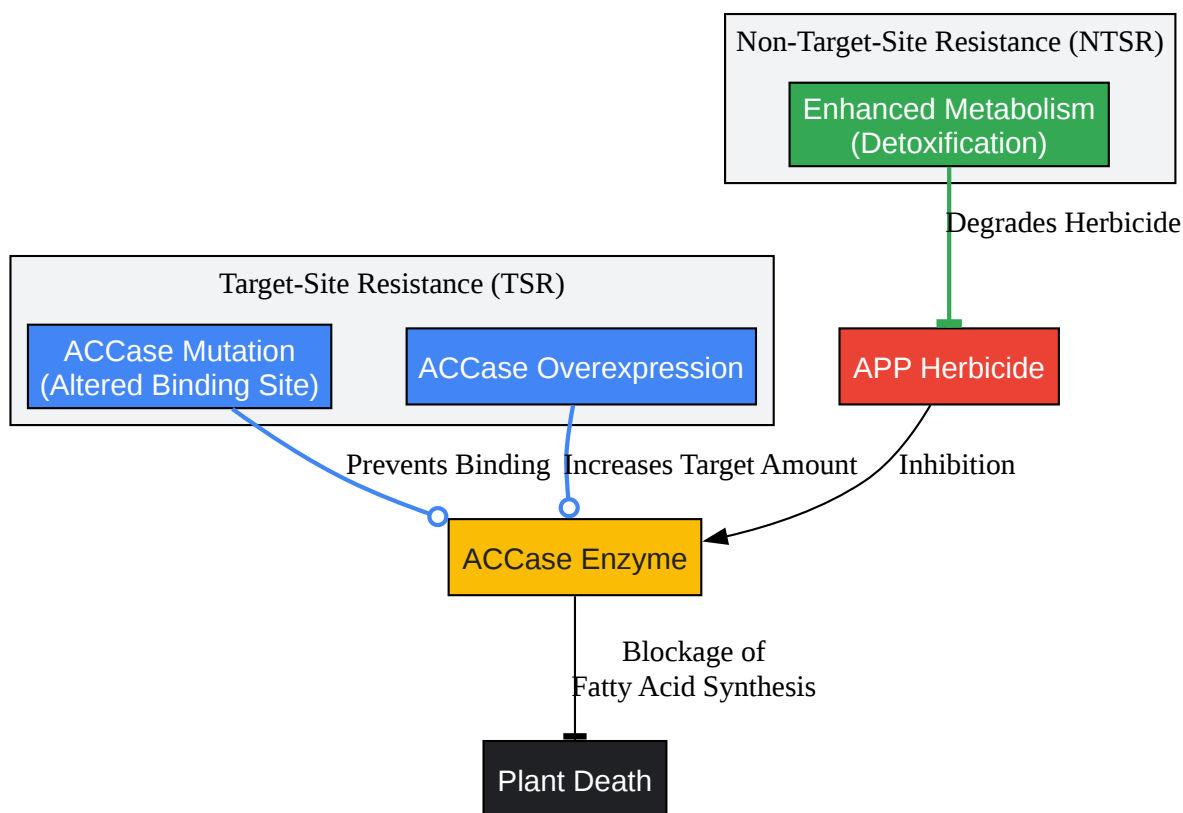 Non-Target-Site Resistance (NTSR)
Enhanced Metabolism
(Detoxification)
Degrades Herbicide
Target-Site Resistance (TSR)
ACCase Mutation
(Altered Binding Site)
ACCase Overexpression
APP Herbicide
Prevents Binding
Increases Target Amount
Inhibition
ACCase Enzyme
Blockage of
Fatty Acid Synthesis
Plant Death